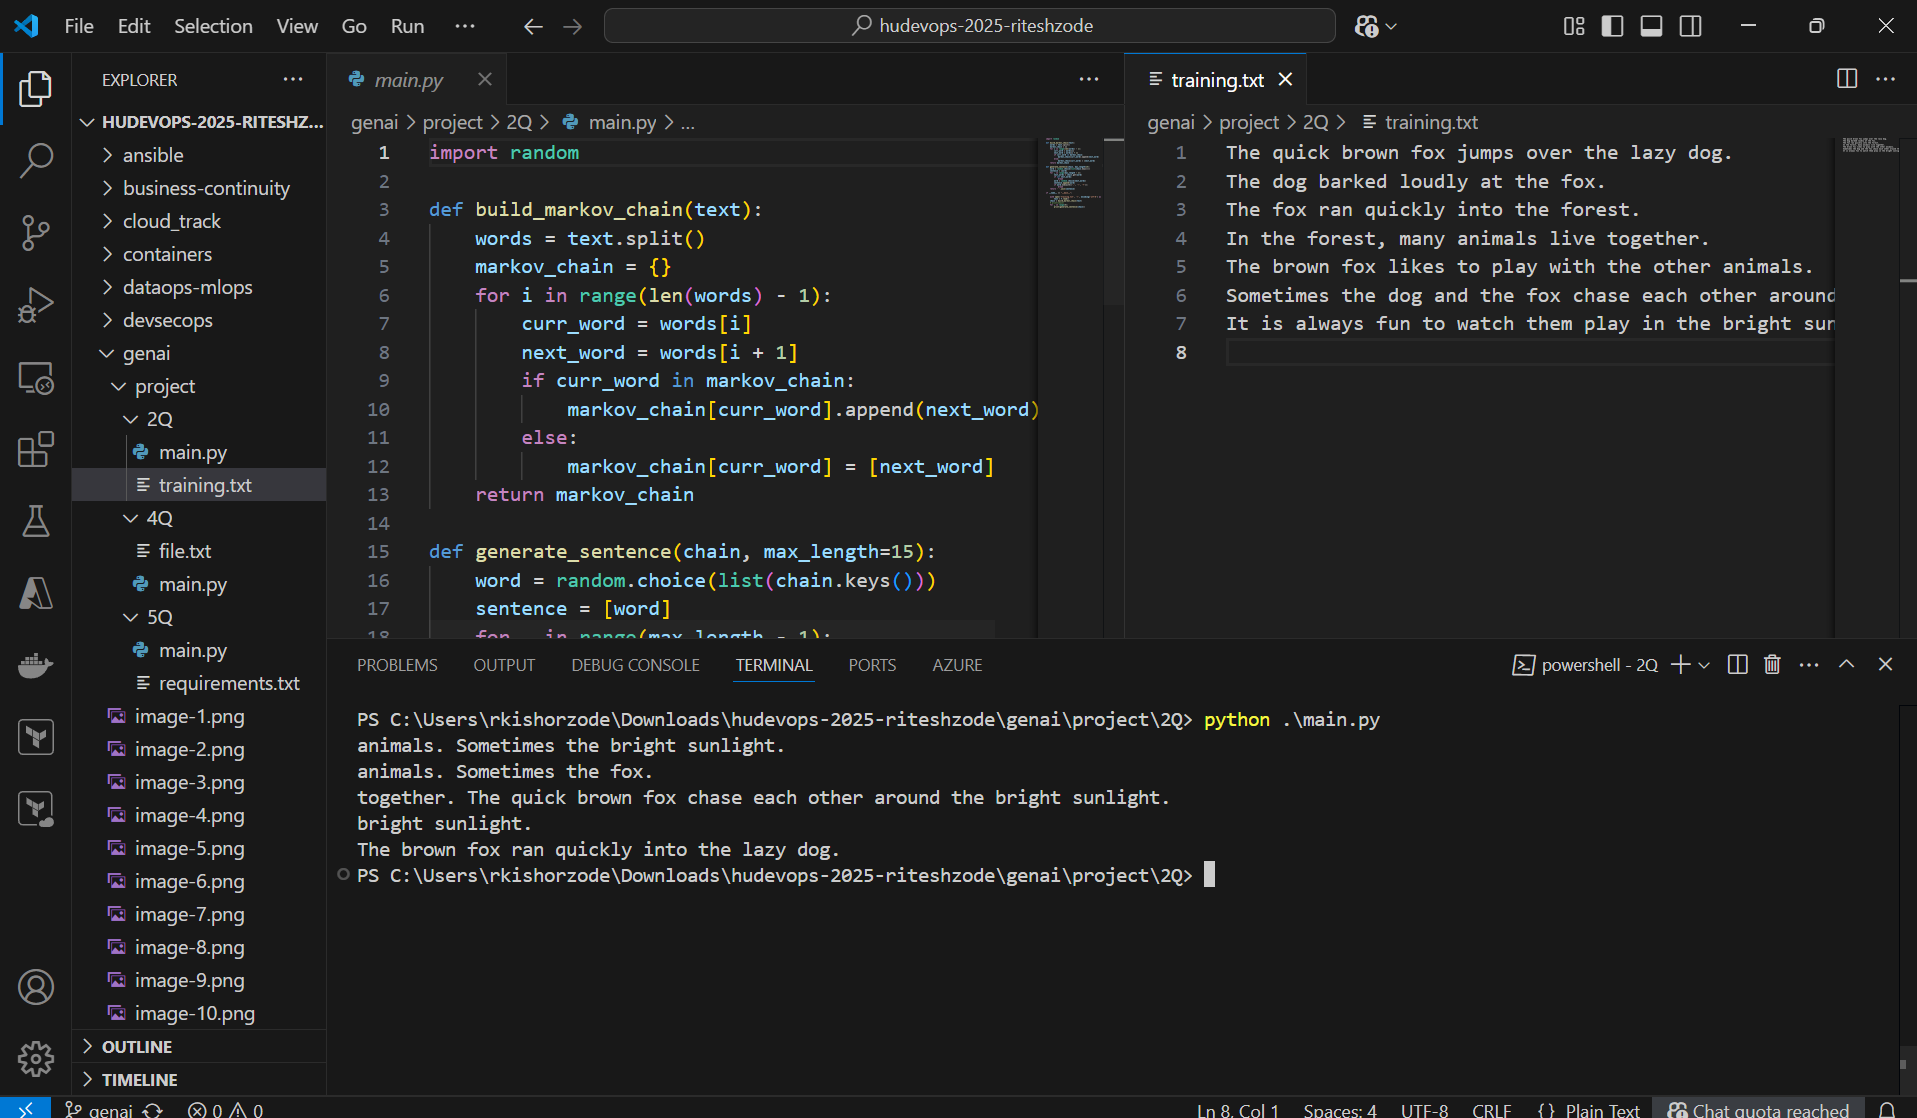 File Edit Selection View Go Run ···
hudevops-2025-riteshzode
EXPLORER
HUDEVOPS-2025-RITESHZ...
ansible
business-continuity
cloud_track
containers
dataops-mlops
devsecops
genai
project
2Q
main.py
training.txt
4Q
file.txt
main.py
5Q
main.py
requirements.txt
image-1.png
image-2.png
image-3.png
image-4.png
image-5.png
image-6.png
image-7.png
image-8.png
image-9.png
image-10.png
OUTLINE
TIMELINE
main.py
genai > project > 2Q > main.py > ...
1 import random
2
3 def build_markov_chain(text):
4 words = text.split()
5 markov_chain = {}
6 for i in range(len(words) - 1):
7 curr_word = words[i]
8 next_word = words[i + 1]
9 if curr_word in markov_chain:
10 markov_chain[curr_word].append(next_word)
11 else:
12 markov_chain[curr_word] = [next_word]
13 return markov_chain
14
15 def generate_sentence(chain, max_length=15):
16 word = random.choice(list(chain.keys()))
17 sentence = [word]
18 for _ in range(max_length - 1):
training.txt
genai > project > 2Q > training.txt
1 The quick brown fox jumps over the lazy dog.
2 The dog barked loudly at the fox.
3 The fox ran quickly into the forest.
4 In the forest, many animals live together.
5 The brown fox likes to play with the other animals.
6 Sometimes the dog and the fox chase each other around
7 It is always fun to watch them play in the bright sun
8
PROBLEMS OUTPUT DEBUG CONSOLE TERMINAL PORTS AZURE
powershell - 2Q
PS C:\Users\rkishorzode\Downloads\hudevops-2025-riteshzode\genai\project\2Q> python .\main.py
animals. Sometimes the bright sunlight.
animals. Sometimes the fox.
together. The quick brown fox chase each other around the bright sunlight.
bright sunlight.
The brown fox ran quickly into the lazy dog.
PS C:\Users\rkishorzode\Downloads\hudevops-2025-riteshzode\genai\project\2Q>
genai 0 0 Ln 8, Col 1 Spaces: 4 UTF-8 CRLF {} Plain Text Chat quota reached